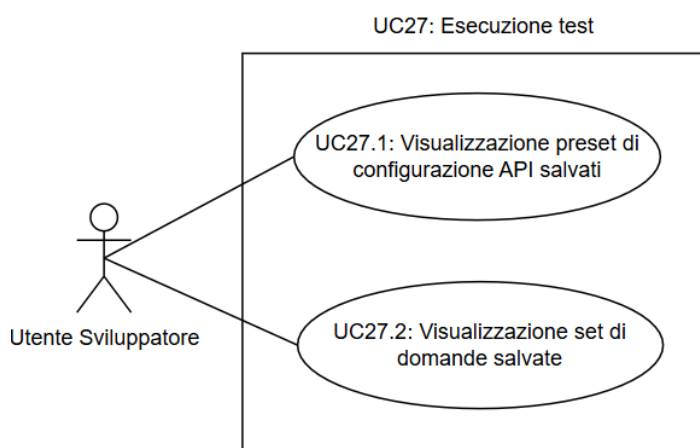 UC27: Esecuzione test
UC27.1: Visualizzazione preset di
configurazione API salvati
Utente Sviluppatore
UC27.2: Visualizzazione set di
domande salvate